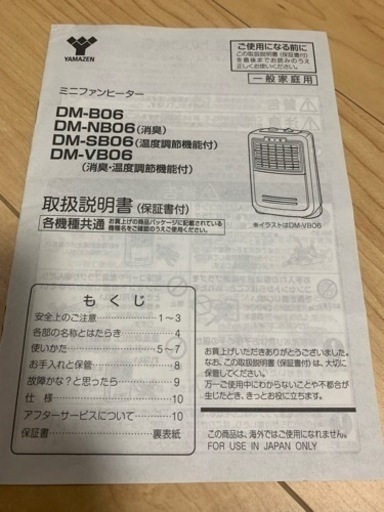 YAMAZEN
ご使用になる前に
この取扱説明書(保証書付)
を最後までお読みのうえ
正しくお使いください。
一般家庭用
ミニファンヒーター
DM-B06
DM-NB06(消臭)
DM-SB06(温度調節機能付)
DM-VB06
(消臭・温度調節機能付)
取扱説明書(保証書付)
各機種共通
お買上げの商品パッケージに記載されている
機種名をご確認のうえご使用ください。
※イラストはDM-VB06
もくじ
安全上のご注意 1~3
各部の名称とはたらき 4
使いかた 5~7
お手入れと保管 8
故障かな?と思ったら 9
仕様 10
アフターサービスについて 10
保証書 裏表紙
お買上げいただきありがとうございました。
なお、この取扱説明書(保証書付)は、大切に
保管してください。
万一ご使用中にわからないことや不都合が
生じたとき、きっとお役に立ちます。
この商品は、海外ではご使用になれません。
FOR USE IN JAPAN ONLY